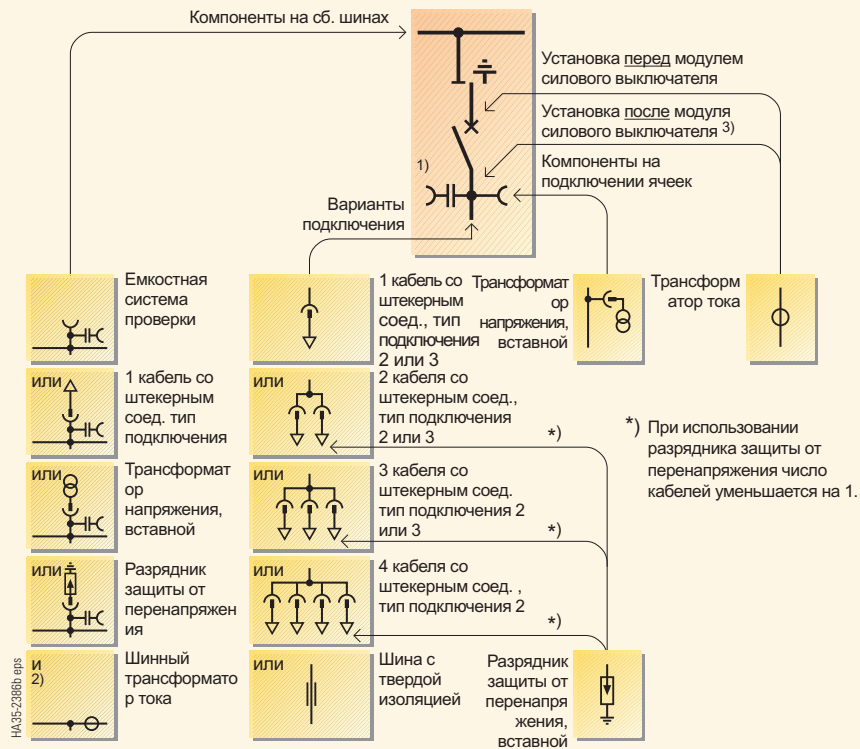 Компоненты на сб. шинах
Установка перед модулем
силового выключателя
Установка после модуля
силового выключателя 3)
1)
Компоненты на
подключении ячеек
Варианты
подключения
Емкостная
система
проверки
1 кабель со
штекерным
соед., тип
подключения
2 или 3
Трансформат
ор
напряжения,
вставной
Трансформ
атор тока
или
1 кабель со
штекерным
соед. тип
подключения
или
2 кабеля со
штекерным соед.,
тип подключения
2 или 3
*)
*) При использовании
разрядника защиты от
перенапряжения число
кабелей уменьшается на 1.
или
Трансформат
ор
напряжения,
вставной
или
3 кабеля со
штекерным соед.
тип подключения 2
или 3
*)
или
Разрядник
защиты от
перенапряжен
ия
или
4 кабеля со
штекерным соед. ,
тип подключения 2
*)
и
2)
Шинный
трансформато
р тока
или
Шина с
твердой
изоляцией
Разрядник
защиты от
перенапря
жения,
вставной
HA35-2386b eps